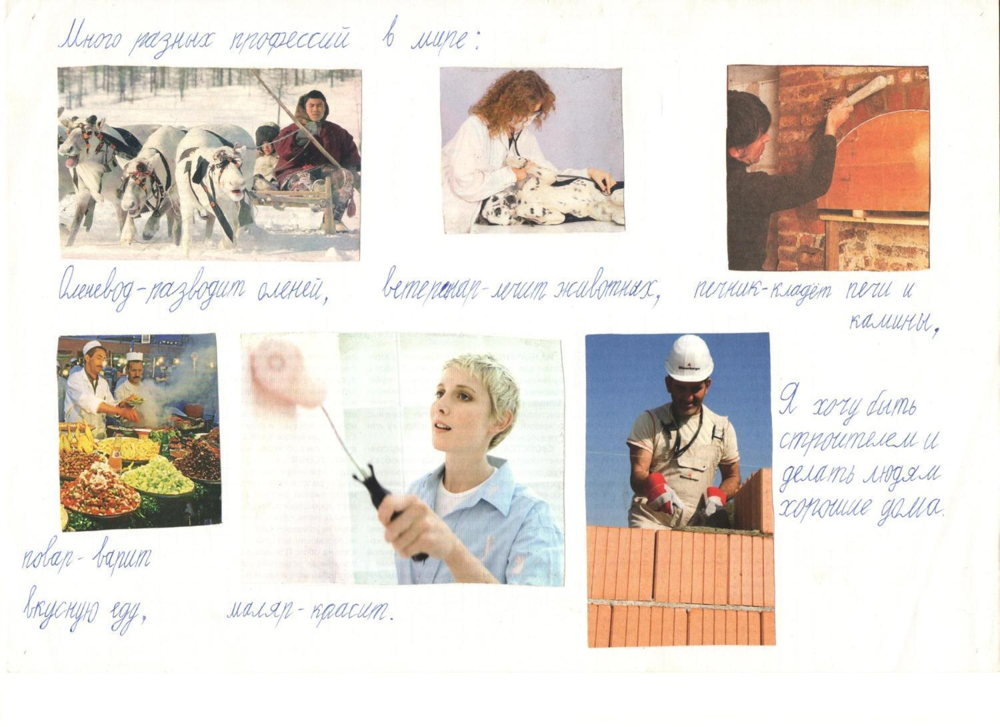 Много разных профессий в мире:
Оленевод-разводит оленей,
ветеренар-лечит животных,
печник-кладёт печи и
камины,
Я хочу быть
строителем и
делать людям
хорошие дома.
повар-варит
вкусную еду,
маляр-красит.